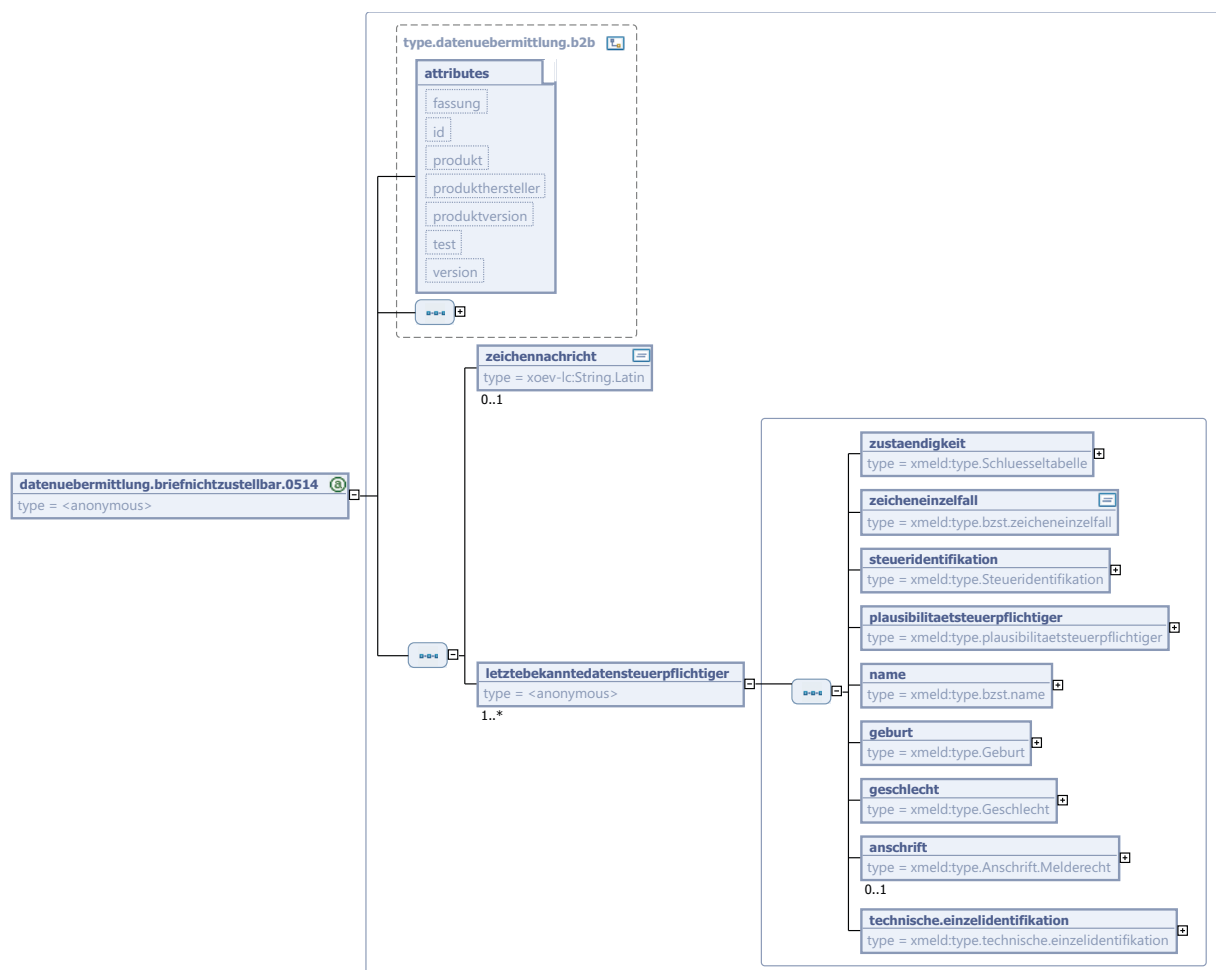 type.datenuebermittlung.b2b
attributes
fassung
id
produkt
produkthersteller
produktversion
test
version
zeichennachricht
type = xoev-lc:String.Latin
0..1
datenuebermittlung.briefnichtzustellbar.0514
type = <anonymous>
letztebekanntedatensteuerpflichtiger
type = <anonymous>
1..*
zustaendigkeit
type = xmeld:type.Schluesseltabelle
zeicheneinzelfall
type = xmeld:type.bzst.zeicheneinzelfall
steueridentifikation
type = xmeld:type.Steueridentifikation
plausibilitaetsteuerpflichtiger
type = xmeld:type.plausibilitaetsteuerpflichtiger
name
type = xmeld:type.bzst.name
geburt
type = xmeld:type.Geburt
geschlecht
type = xmeld:type.Geschlecht
anschrift
type = xmeld:type.Anschrift.Melderecht
0..1
technische.einzelidentifikation
type = xmeld:type.technische.einzelidentifikation